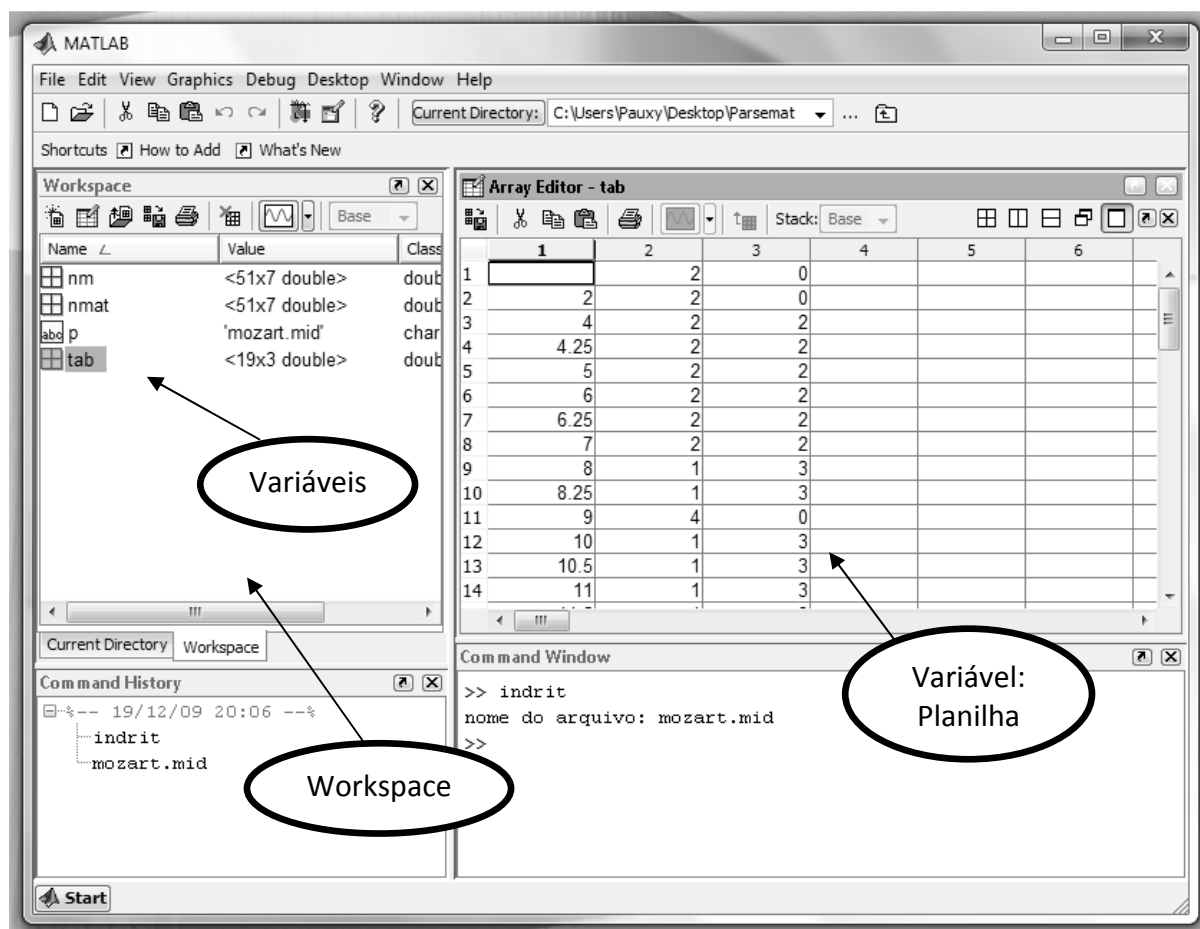 MATLAB
File Edit View Graphics Debug Desktop Window Help
Current Directory: C:\Users\Pauxy\Desktop\Parsemat ...
Shortcuts How to Add What's New
Workspace
Base
Name Value Class
nm <51x7 double> doub
nmat <51x7 double> doub
abc p 'mozart.mid' char
tab <19x3 double> doub
Variáveis
Current Directory Workspace
Array Editor - tab
Stack: Base
1 2 3 4 5 6
1 2 0
2 2 2 0
3 4 2 2
4 4.25 2 2
5 5 2 2
6 6 2 2
7 6.25 2 2
8 7 2 2
9 8 1 3
10 8.25 1 3
11 9 4 0
12 10 1 3
13 10.5 1 3
14 11 1 3
Command History
%-- 19/12/09 20:06 --%
indrit
mozart.mid
Workspace
Command Window
>> indrit
nome do arquivo: mozart.mid
>>
Variável:
Planilha
Start